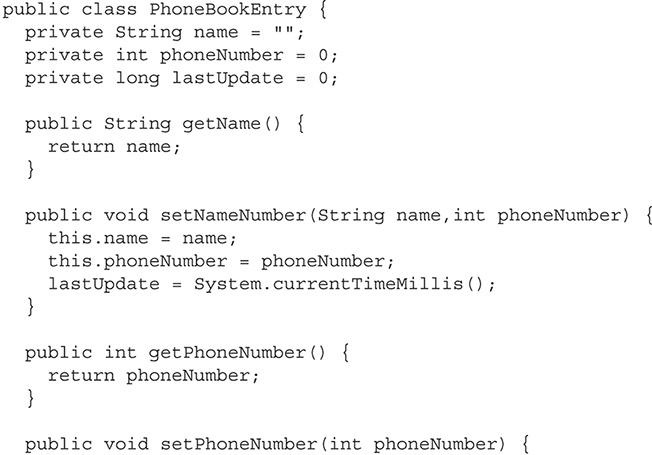 public class PhoneBookEntry {
private String name = "";
private int phoneNumber = 0;
private long lastUpdate = 0;
public String getName() {
return name;
}
public void setNameNumber(String name,int phoneNumber) {
this.name = name;
this.phoneNumber = phoneNumber;
lastUpdate = System.currentTimeMillis();
}
public int getPhoneNumber() {
return phoneNumber;
}
public void setPhoneNumber(int phoneNumber) {